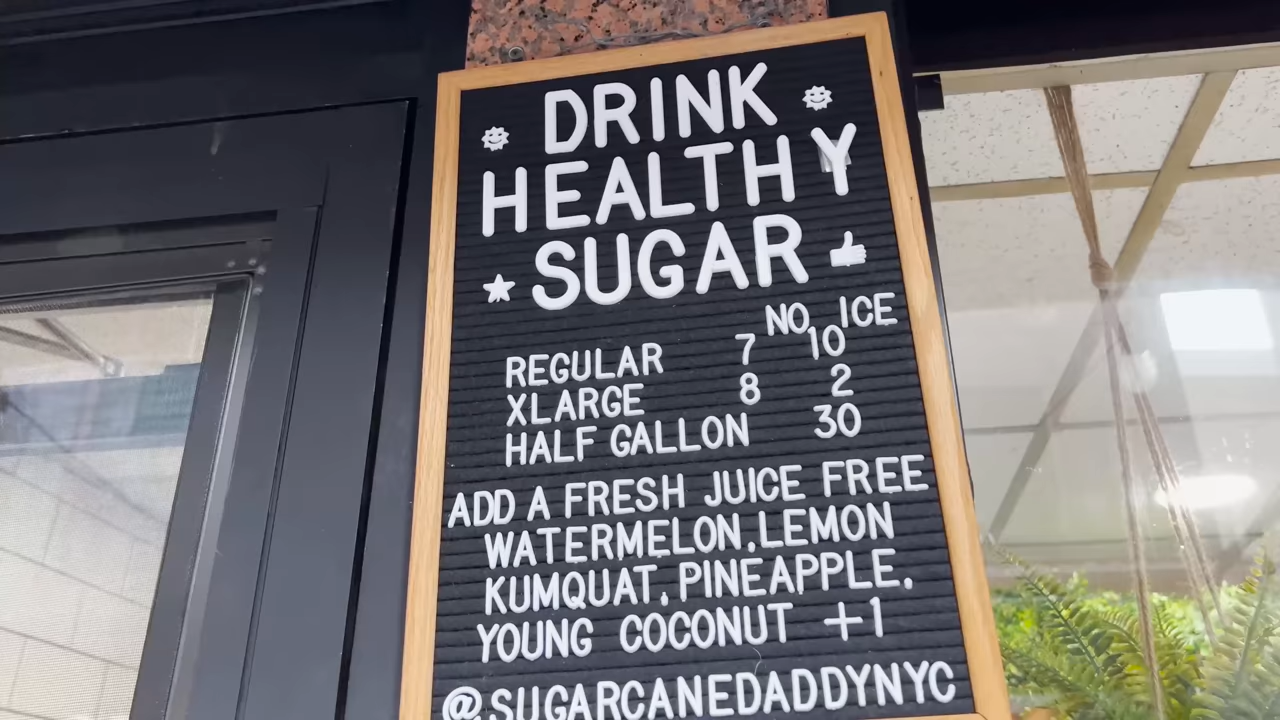 DRINK
HEALTHY
SUGAR
NO ICE
REGULAR 7 10
XLARGE 8 2
HALF GALLON 30
ADD A FRESH JUICE FREE
WATERMELON,LEMON
KUMQUAT,PINEAPPLE,
YOUNG COCONUT +1
@SUGARCANEDADDYNYC